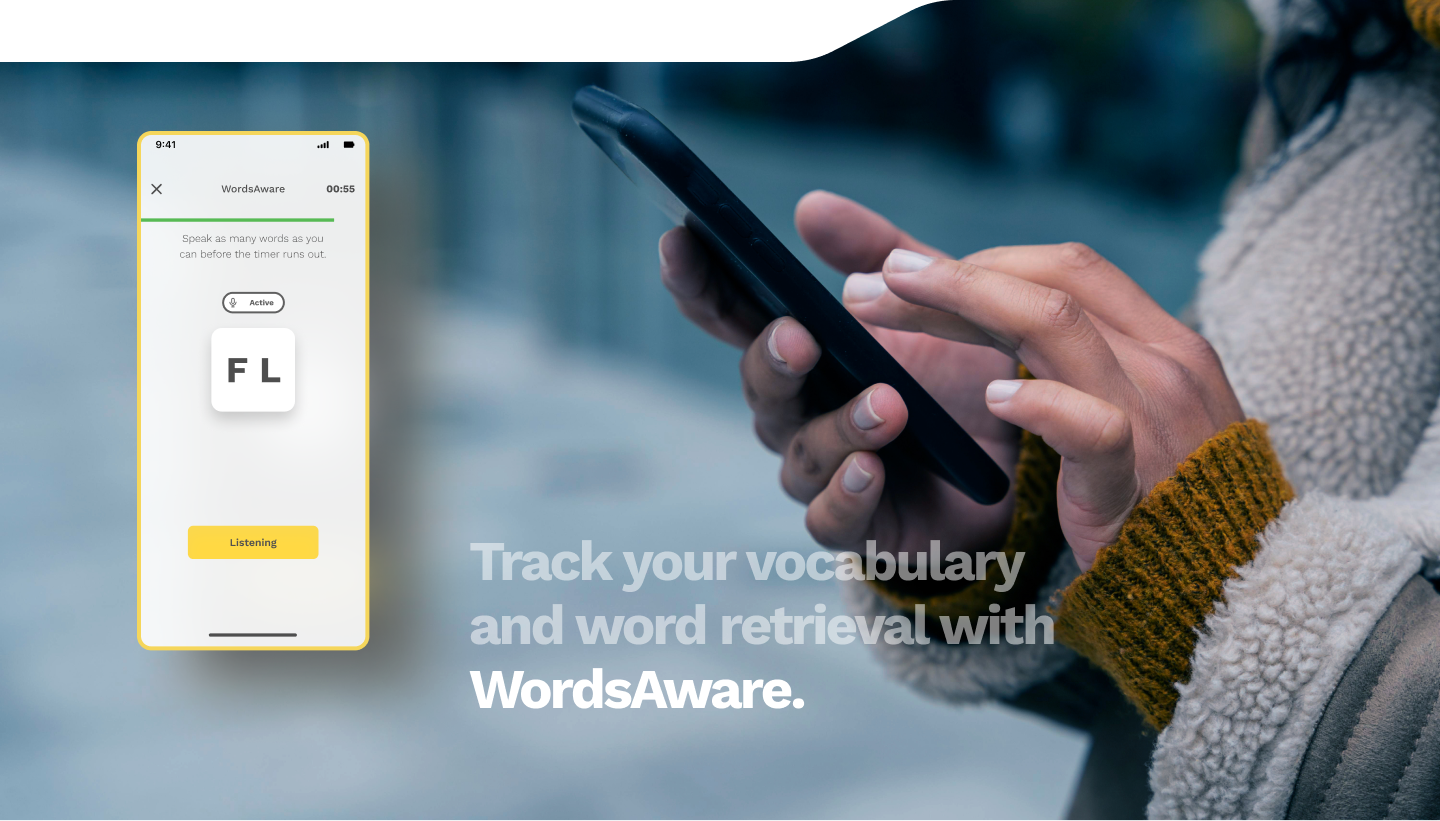 9:41
WordsAware 00:55
Speak as many words as you
can before the timer runs out.
Active
F L
Listening
Track your vocabulary
and word retrieval with
WordsAware.